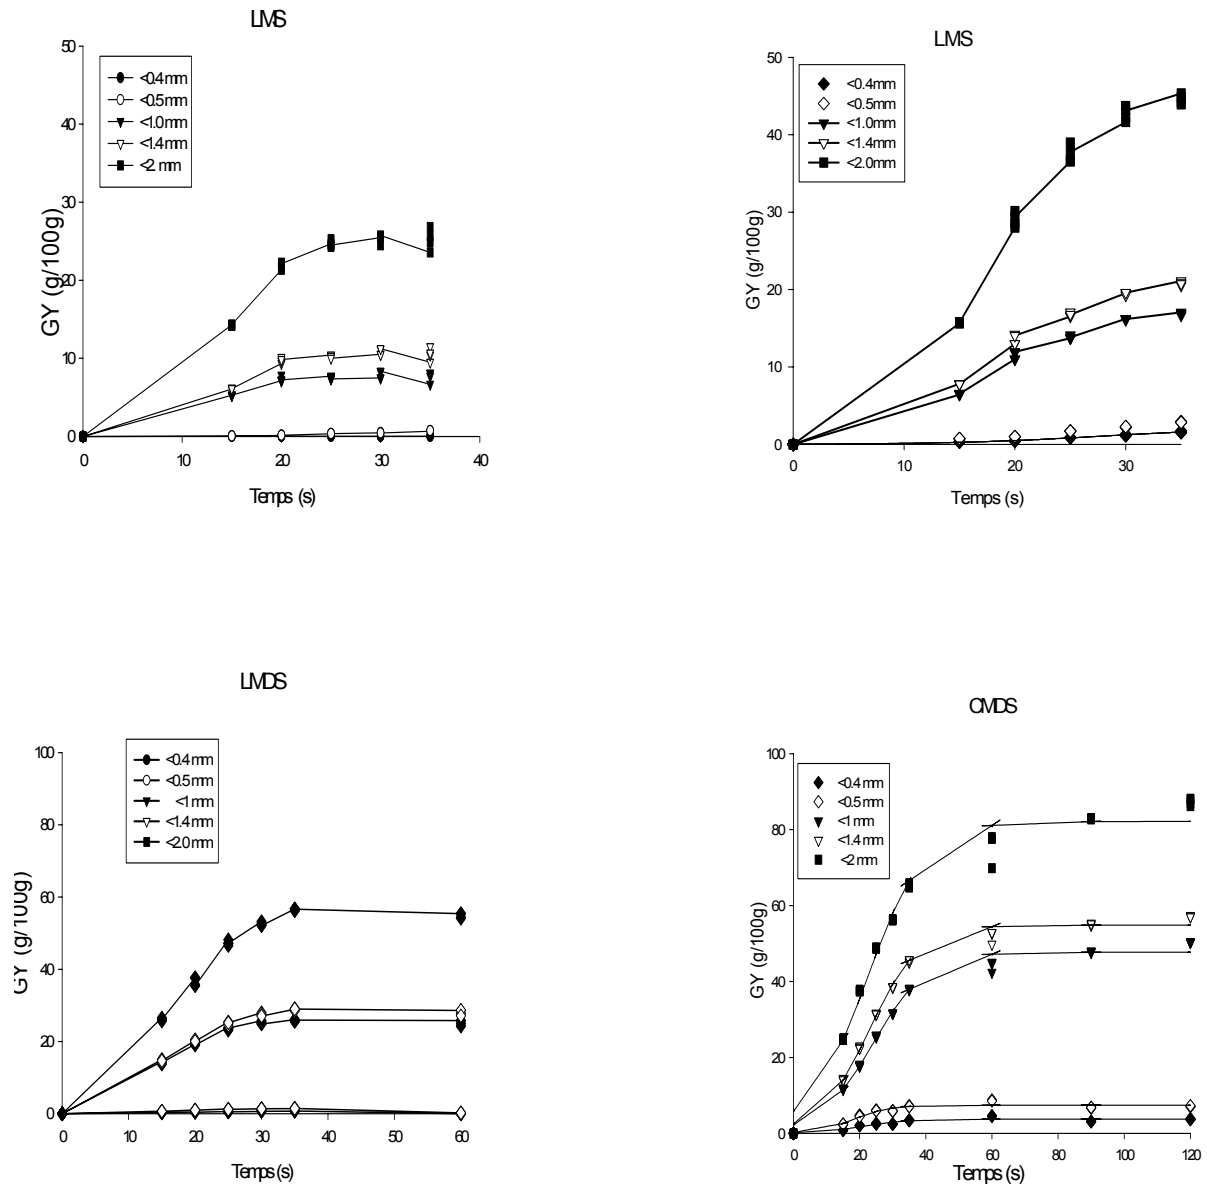 LMS
50
40
30
20
10
0
GY (g/100g)
<0.4mm
<0.5mm
<1.0mm
<1.4mm
<2 mm
0 10 20 30 40
Temps (s)
LMS
50
40
30
20
10
0
GY (g/100g)
<0.4mm
<0.5mm
<1.0mm
<1.4mm
<2.0mm
0 10 20 30
Temps (s)
LMDS
100
80
60
40
20
0
GY (g/100g)
<0.4mm
<0.5mm
<1mm
<1.4mm
<2.0mm
0 10 20 30 40 50 60
Temps (s)
OMDS
100
80
60
40
20
0
GY (g/100g)
<0.4mm
<0.5mm
<1mm
<1.4mm
<2mm
0 20 40 60 80 100 120
Temps (s)